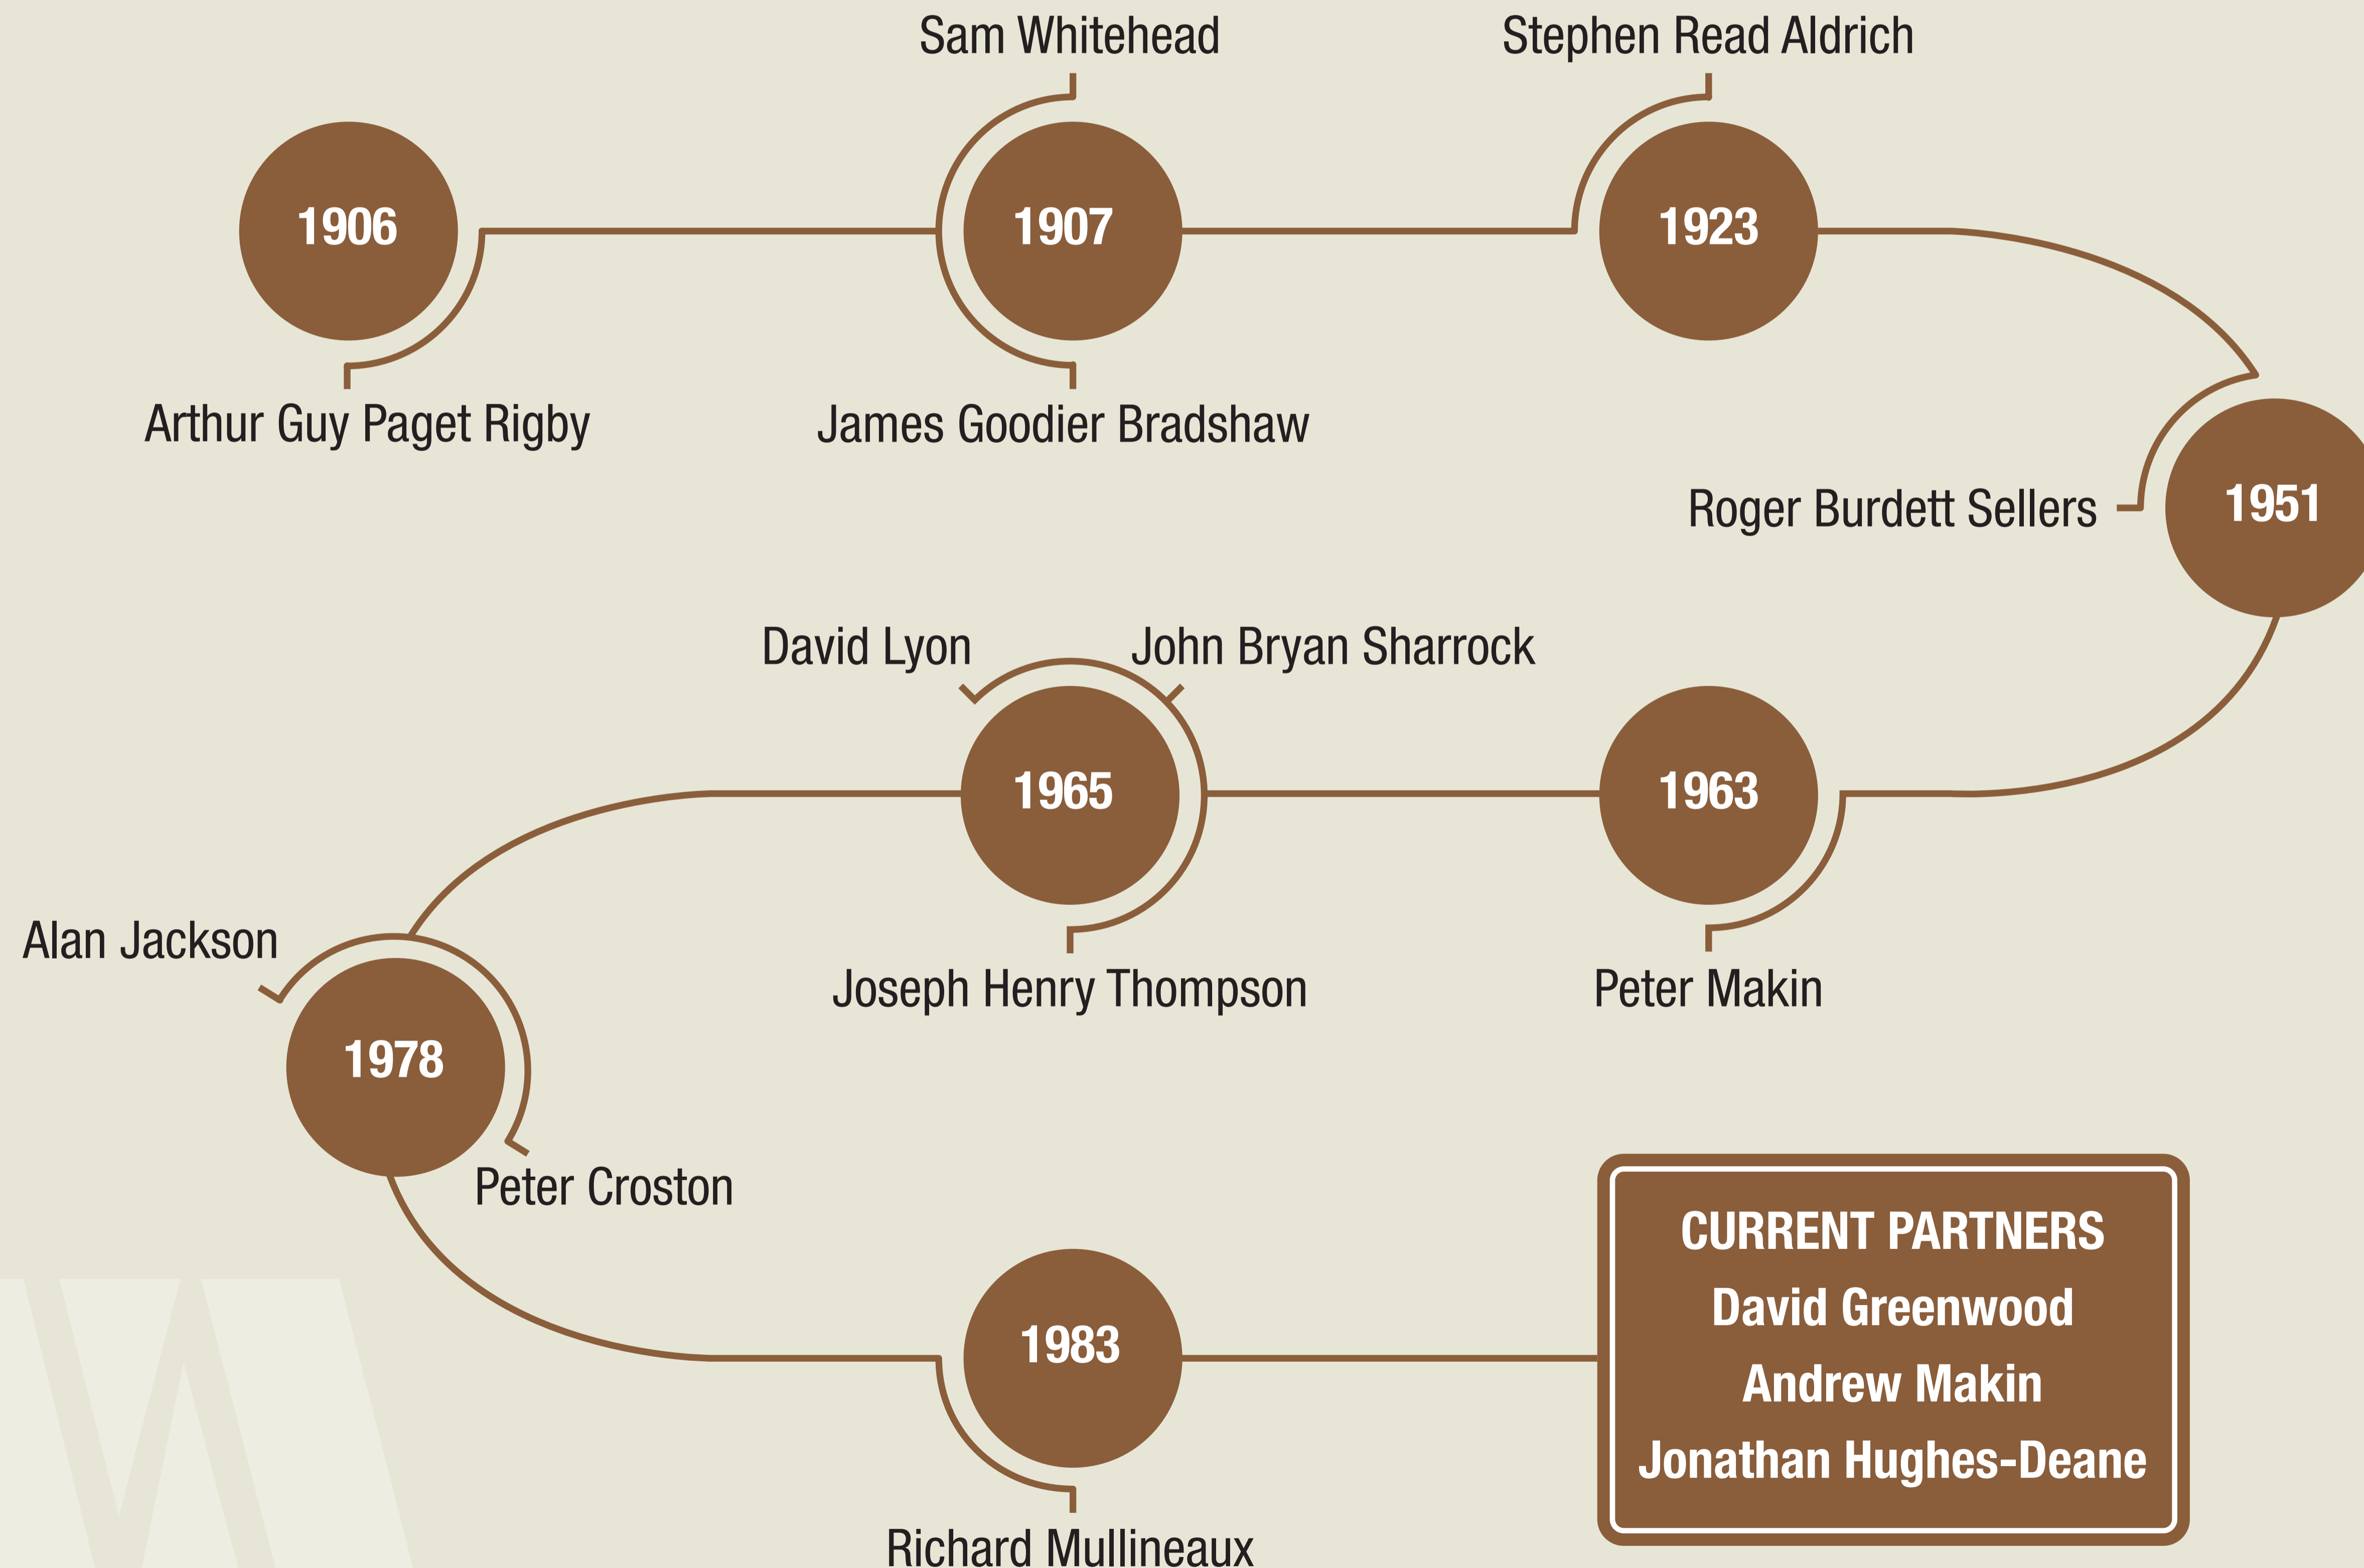 Sam Whitehead
Stephen Read Aldrich
1906
1907
1923
Arthur Guy Paget Rigby
James Goodier Bradshaw
Roger Burdett Sellers
1951
David Lyon
John Bryan Sharrock
1965
1963
Alan Jackson
Joseph Henry Thompson
Peter Makin
1978
Peter Croston
1983
Richard Mullineaux
CURRENT PARTNERS
David Greenwood
Andrew Makin
Jonathan Hughes-Deane
W